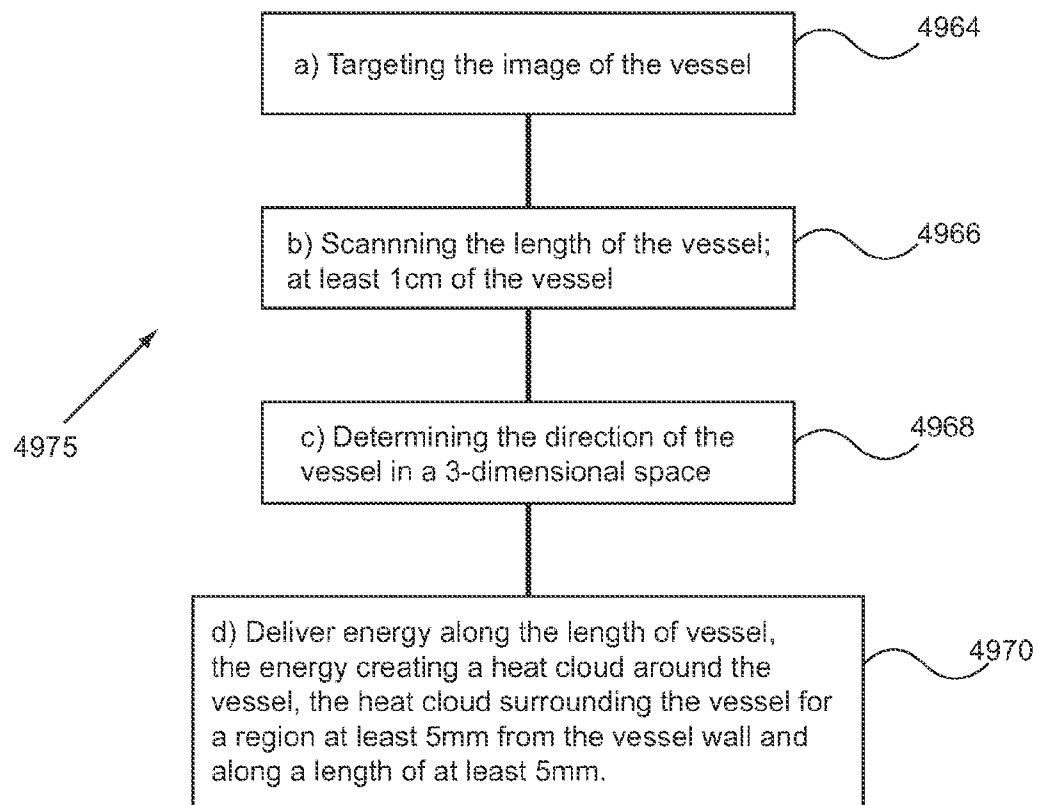 4964
a) Targeting the image of the vessel
4966
b) Scannning the length of the vessel;
at least 1cm of the vessel
4968
c) Determining the direction of the
vessel in a 3-dimensional space
4975
4970
d) Deliver energy along the length of vessel,
the energy creating a heat cloud around the
vessel, the heat cloud surrounding the vessel for
a region at least 5mm from the vessel wall and
along a length of at least 5mm.